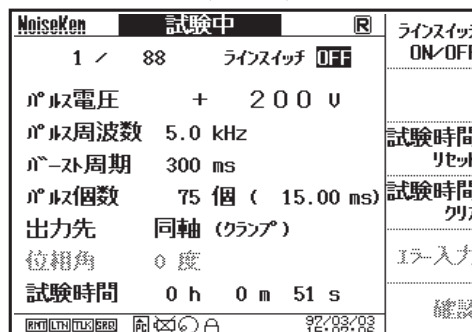 NoiseKen 試験中 R
1 / 88 ラインスイッチ OFF
パルス電圧 + 200 V
パルス周波数 5.0 kHz
バースト周期 300 ms
パルス個数 75 個 ( 15.00 ms)
出力先 同軸 (クランプ)
位相角 0 度
試験時間 0 h 0 m 51 s
RMT LTN TLK SRQ 97/03/03
ラインスイッチ
ON/OFF
試験時間
リセット
試験時間
クリア
エラー入力
確認